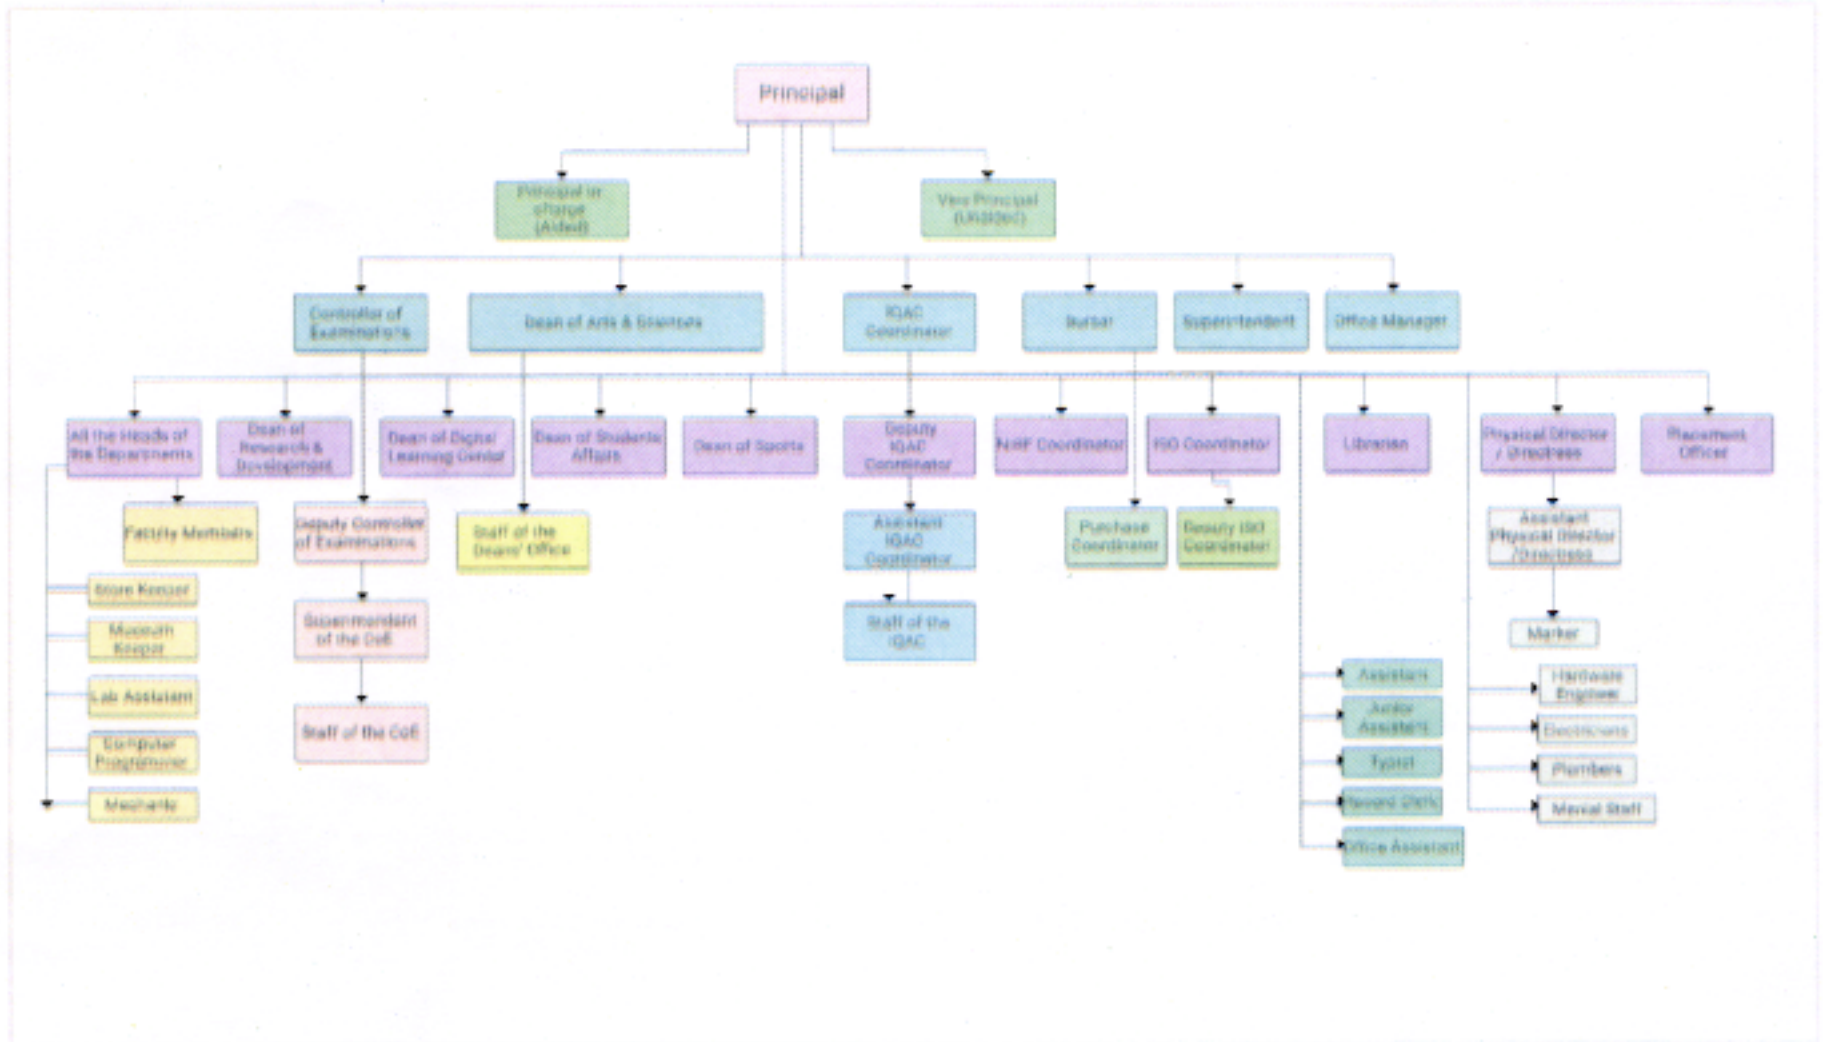 Principal
Principal in
charge
(Aided)
Vice Principal
(Unaided)
Controller of
Examinations
Dean of Arts & Sciences
IQAC
Coordinator
Bursar
Superintendent
Office Manager
All the Heads of
the Departments
Dean of
Research &
Development
Dean of Digital
Learning Center
Dean of Students
Affairs
Dean of Sports
Deputy
IQAC
Coordinator
NIRF Coordinator
ISO Coordinator
Librarian
Physical Director
/ Directress
Placement
Officer
Faculty Members
Deputy Controller
of Examinations
Staff of the
Deans' Office
Assistant
IQAC
Coordinator
Purchase
Coordinator
Deputy ISO
Coordinator
Assistant
Physical Director
/Directress
Store Keeper
Museum
Keeper
Lab Assistant
Computer
Programmer
Mechanic
Superintendent
of the CoE
Staff of the CoE
Staff of the
IQAC
Marker
Assistant
Junior
Assistant
Typist
Record Clerk
Office Assistant
Hardware
Engineer
Electricians
Plumbers
Menial Staff